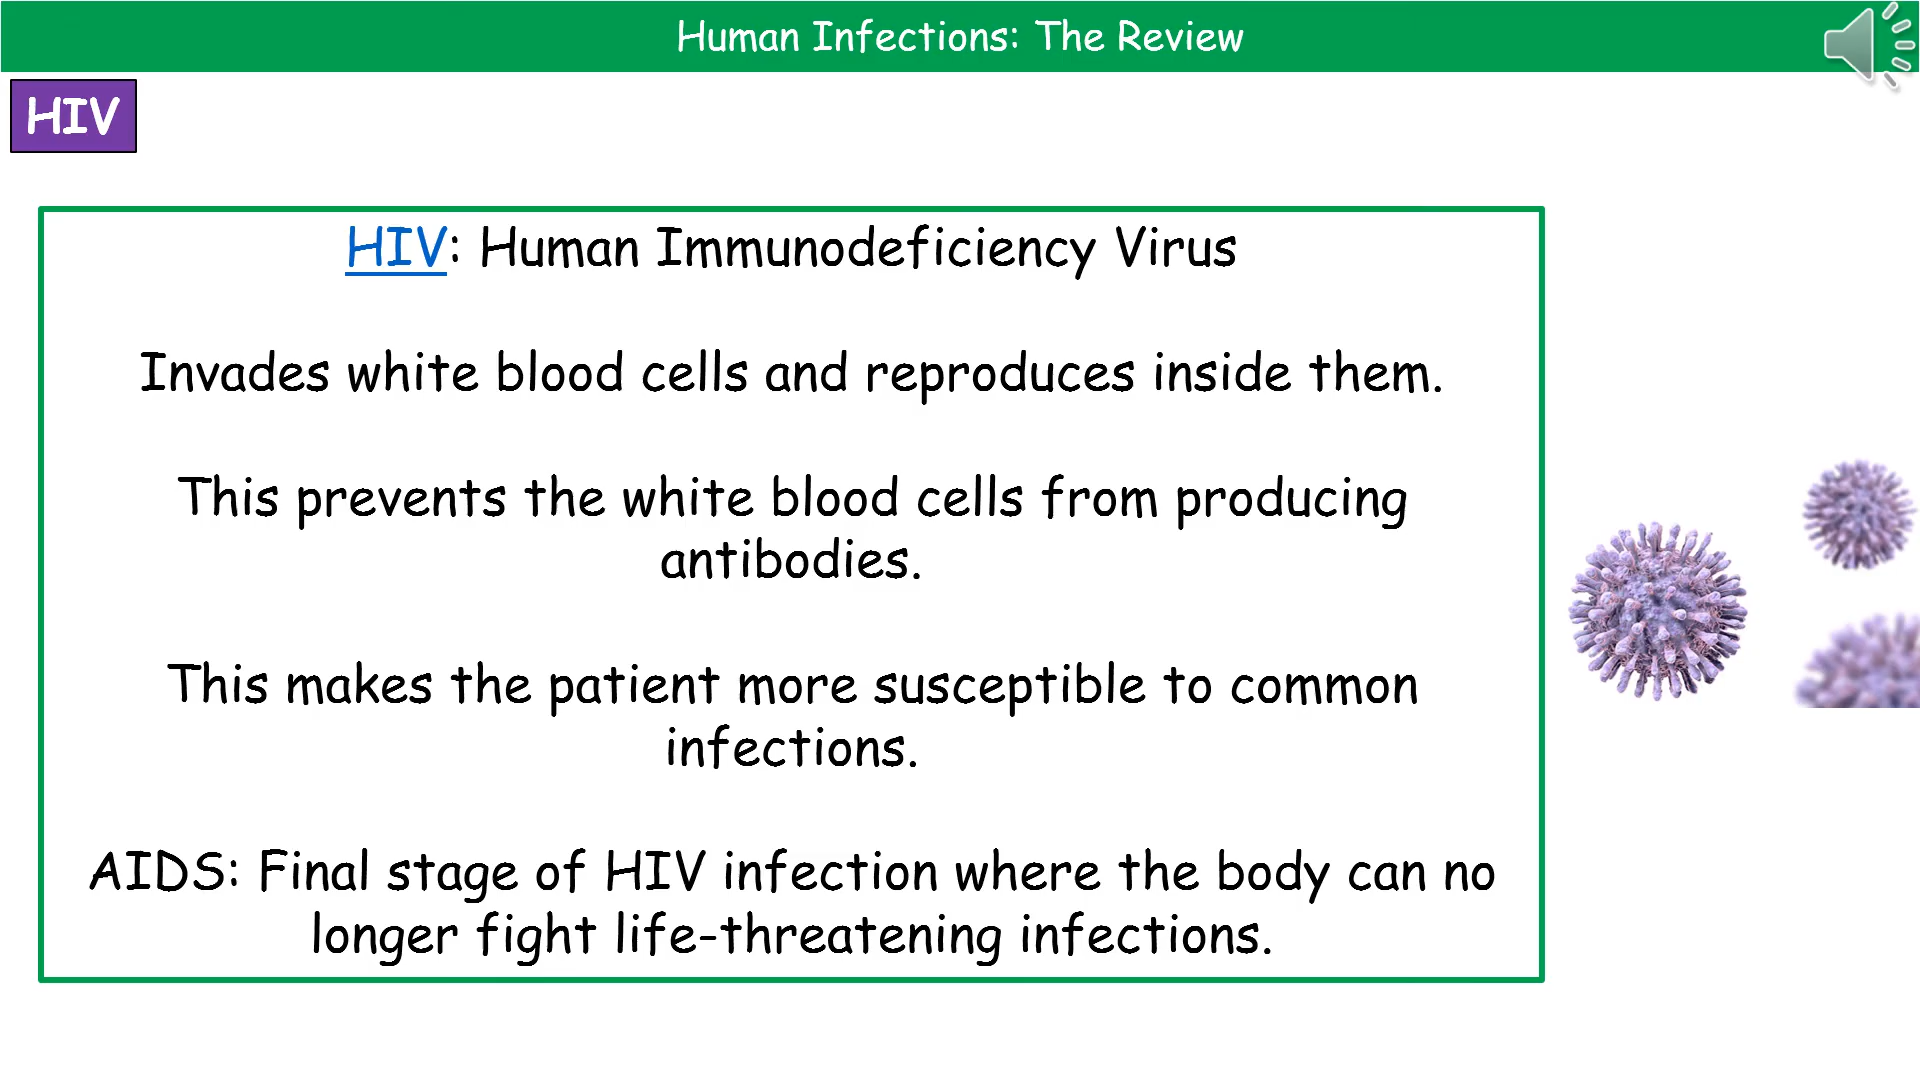 Human Infections: The Review
HIV
HIV: Human Immunodeficiency Virus
Invades white blood cells and reproduces inside them.
This prevents the white blood cells from producing
antibodies.
This makes the patient more susceptible to common
infections.
AIDS: Final stage of HIV infection where the body can no
longer fight life-threatening infections.